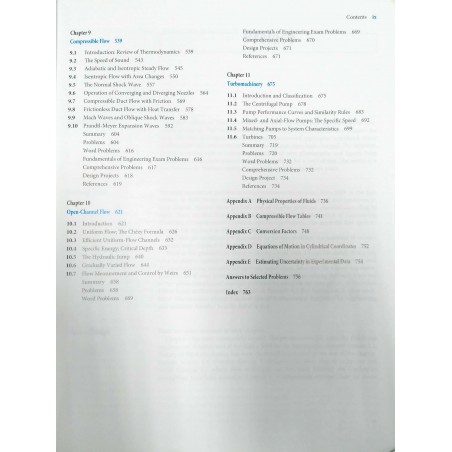 Contents ix
Chapter 9
Compressible Flow 539
9.1 Introduction: Review of Thermodynamics 539
9.2 The Speed of Sound 543
9.3 Adiabatic and Isentropic Steady Flow 545
9.4 Isentropic Flow with Area Changes 550
9.5 The Normal Shock Wave 557
9.6 Operation of Converging and Diverging Nozzles 564
9.7 Compressible Duct Flow with Friction 569
9.8 Frictionless Duct Flow with Heat Transfer 578
9.9 Mach Waves and Oblique Shock Waves 583
9.10 Prandtl-Meyer Expansion Waves 592
Summary 604
Problems 604
Word Problems 616
Fundamentals of Engineering Exam Problems 616
Comprehensive Problems 617
Design Projects 618
References 619
Chapter 10
Open-Channel Flow 621
10.1 Introduction 621
10.2 Uniform Flow; The Chézy Formula 626
10.3 Efficient Uniform-Flow Channels 632
10.4 Specific Energy; Critical Depth 635
10.5 The Hydraulic Jump 640
10.6 Gradually Varied Flow 644
10.7 Flow Measurement and Control by Weirs 652
Summary 658
Problems 658
Word Problems 669
Fundamentals of Engineering Exam Problems 669
Comprehensive Problems 670
Design Projects 671
References 671
Chapter 11
Turbomachinery 673
11.1 Introduction and Classification 673
11.2 The Centrifugal Pump 678
11.3 Pump Performance Curves and Similarity Rules 685
11.4 Mixed- and Axial-Flow Pumps: The Specific Speed 692
11.5 Matching Pumps to System Characteristics 699
11.6 Turbines 705
Summary 719
Problems 720
Word Problems 732
Comprehensive Problems 732
Design Project 734
References 734
Appendix A Physical Properties of Fluids 736
Appendix B Compressible Flow Tables 741
Appendix C Conversion Factors 748
Appendix D Equations of Motion in Cylindrical Coordinates 752
Appendix E Estimating Uncertainty in Experimental Data 754
Answers to Selected Problems 756
Index 763